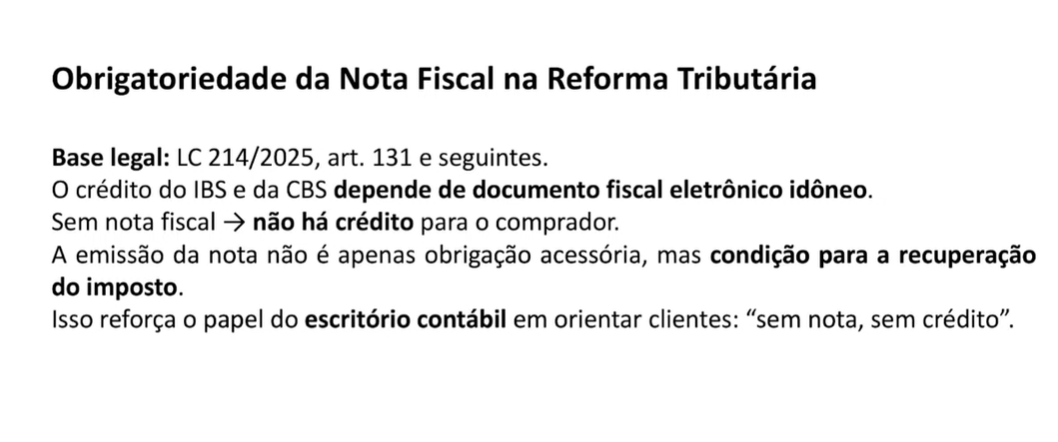 Obrigatoriedade da Nota Fiscal na Reforma Tributária
Base legal: LC 214/2025, art. 131 e seguintes.
O crédito do IBS e da CBS depende de documento fiscal eletrônico idôneo.
Sem nota fiscal → não há crédito para o comprador.
A emissão da nota não é apenas obrigação acessória, mas condição para a recuperação
do imposto.
Isso reforça o papel do escritório contábil em orientar clientes: “sem nota, sem crédito”.